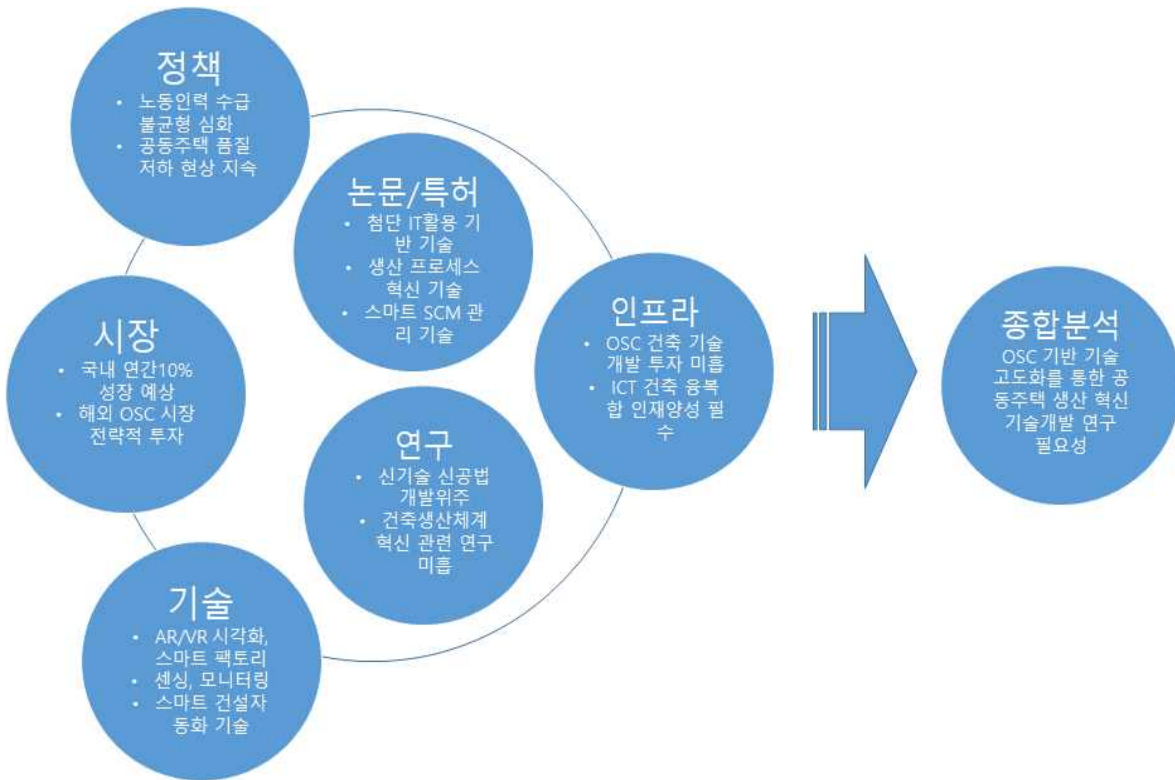 정책
• 노동인력 수급
불균형 심화
• 공동주택 품질
저하 현상 지속
논문/특허
• 첨단 IT활용 기
반 기술
• 생산 프로세스
혁신 기술
• 스마트 SCM 관
리 기술
시장
• 국내 연간10%
성장 예상
• 해외 OSC 시장
전략적 투자
인프라
• OSC 건축 기술
개발 투자 미흡
• ICT 건축 융복
합 인재양성 필
수
연구
• 신기술 신공법
개발위주
• 건축생산체계
혁신 관련 연구
미흡
기술
• AR/VR 시각화,
스마트 팩토리
• 센싱, 모니터링
• 스마트 건설자
동화 기술
종합분석
OSC 기반 기술
고도화를 통한 공
동주택 생산 혁신
기술개발 연구
필요성